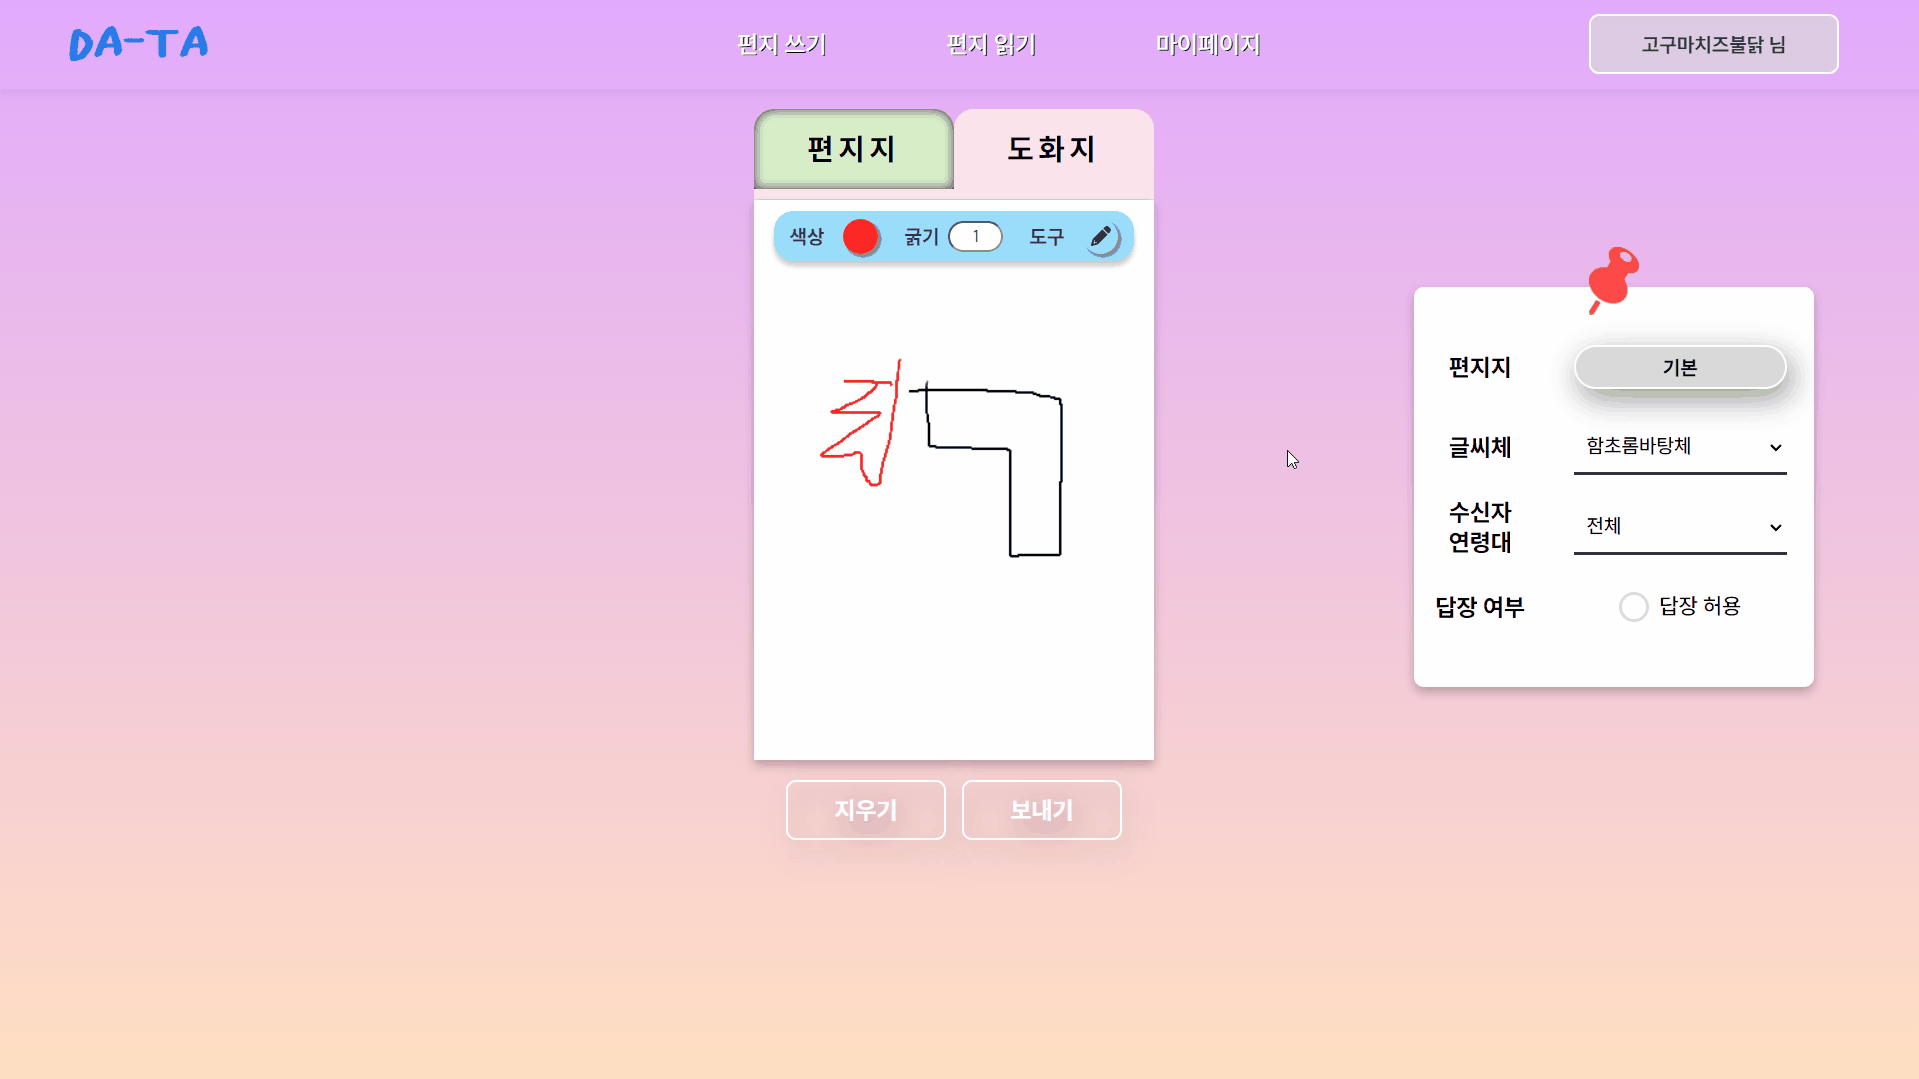 DA-TA
편지 쓰기
편지 읽기
마이페이지
고구마치즈불닭 님
편지지
도화지
색상
굵기
1
도구
편지지
기본
글씨체
함초롬바탕체
수신자
연령대
전체
답장 여부
답장 허용
지우기
보내기